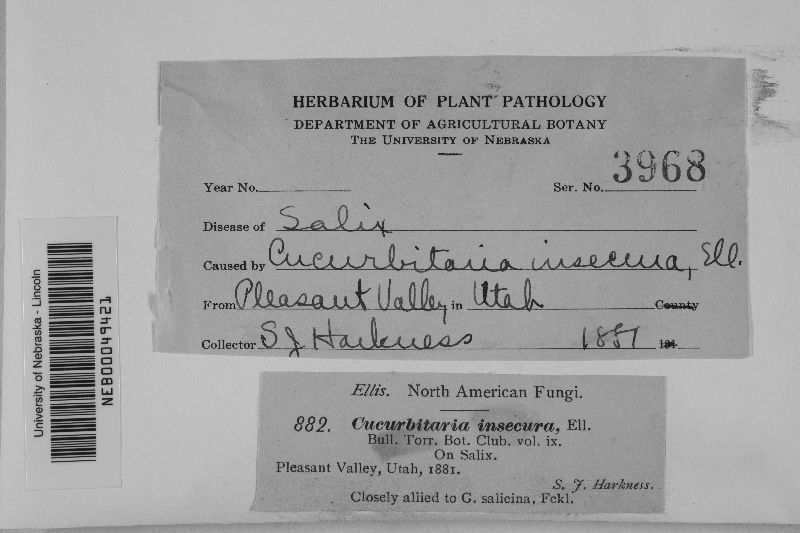 HERBARIUM OF PLANT PATHOLOGY
DEPARTMENT OF AGRICULTURAL BOTANY
THE UNIVERSITY OF NEBRASKA
Year No. Ser. No. 3968
Disease of Salix
Caused by Cucurbitaria insecura, Ell.
From Pleasant Valley in Utah County
Collector S J Harkness 1881 191
University of Nebraska - Lincoln
NEB00049421
Ellis. North American Fungi.
882. Cucurbitaria insecura, Ell.
Bull. Torr. Bot. Club. vol. ix.
On Salix.
Pleasant Valley, Utah, 1881.
S. J. Harkness.
Closely allied to G. salicina, Fckl.